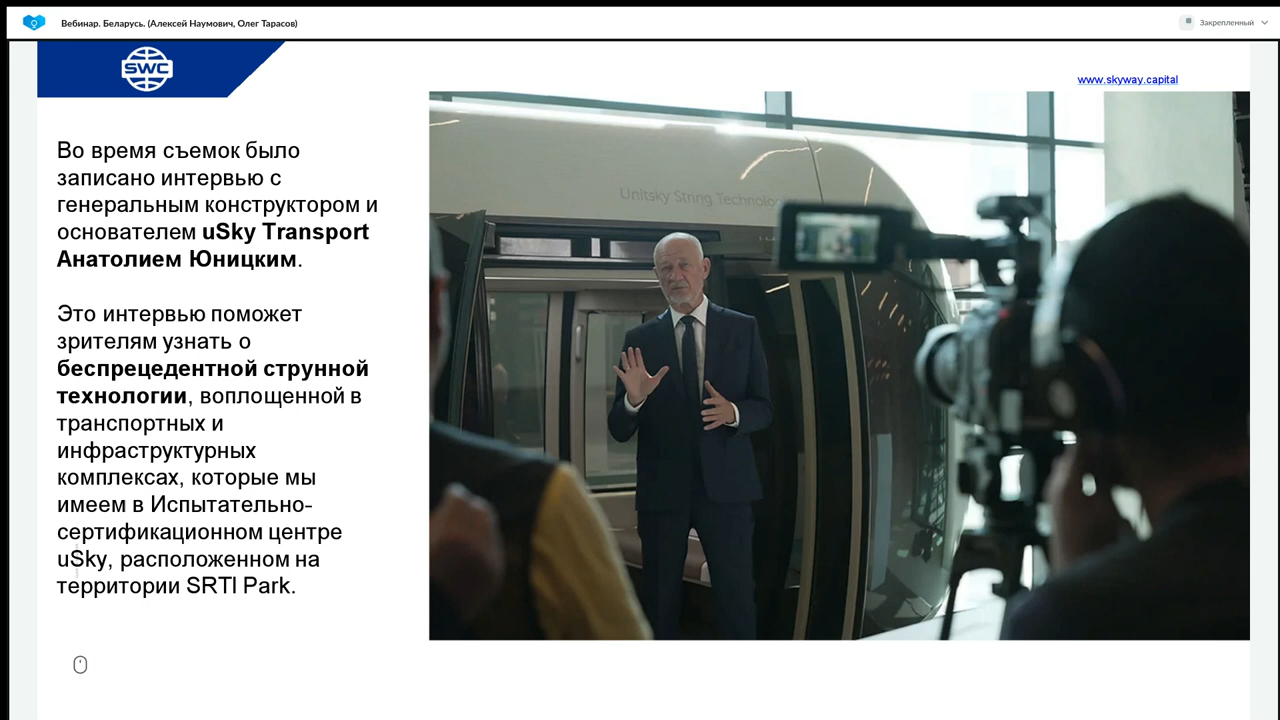 Вебинар. Беларусь. (Алексей Наумович, Олег Тарасов)
Закрепленный
SWC
www.skyway.capital
Во время съемок было
записано интервью с
генеральным конструктором и
основателем uSky Transport
Анатолием Юницким.
Это интервью поможет
зрителям узнать о
беспрецедентной струнной
технологии, воплощенной в
транспортных и
инфраструктурных
комплексах, которые мы
имеем в Испытательно-
сертификационном центре
uSky, расположенном на
территории SRTI Park.
Unitsky String Technolo